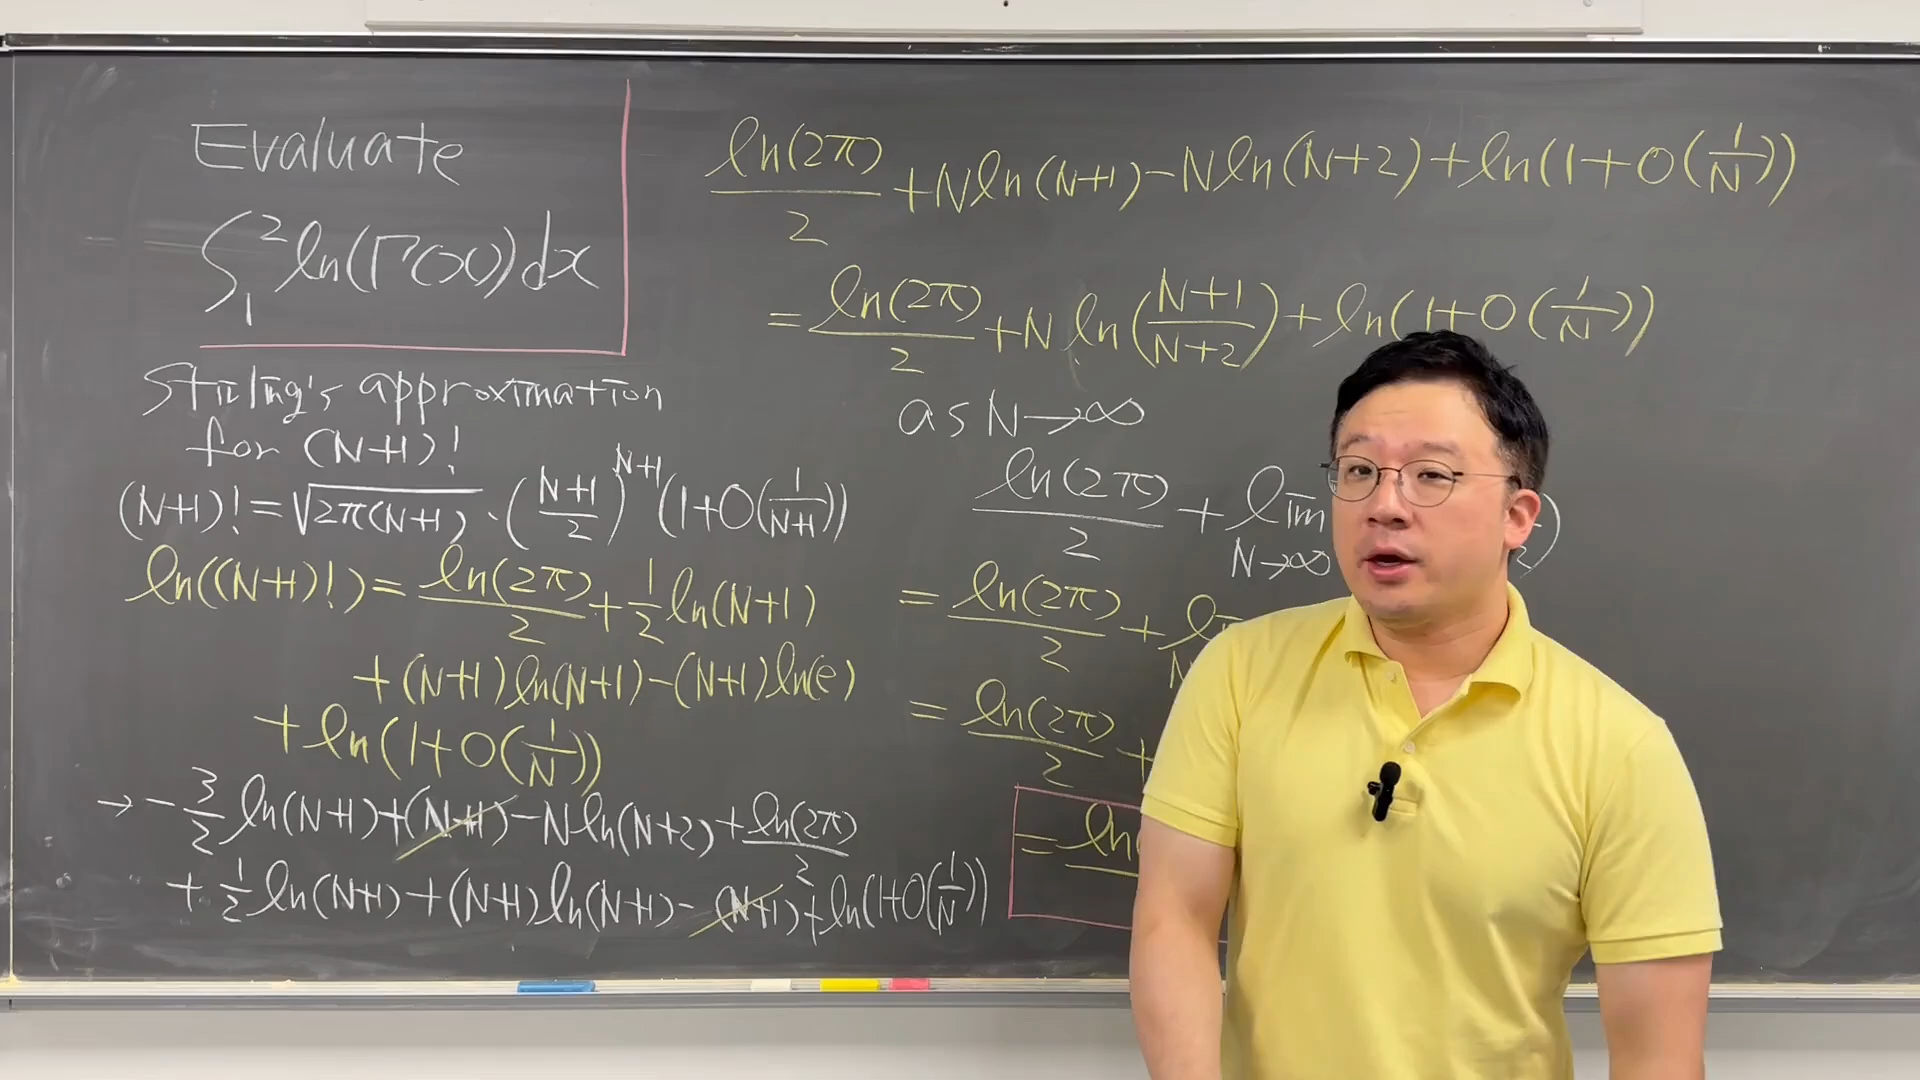 Evaluate
∫₁² ln(Γ(x))dx
Stirling's approximation
for (N+1)!
(N+1)! = √(2π(N+1)) · ((N+1)/2)^(N+1) (1+O(1/(N+1)))
ln((N+1)!) = ln(2π)/2 + 1/2 ln(N+1)
+ (N+1)ln(N+1) - (N+1)ln(e)
+ ln(1+O(1/N))
→ - 3/2 ln(N+1) + (N+1) - N ln(N+2) + ln(2π)/2
+ 1/2 ln(N+1) + (N+1)ln(N+1) - (N+1) + ln(1+O(1/N))
ln(2π)/2 + N ln(N+1) - N ln(N+2) + ln(1+O(1/N))
= ln(2π)/2 + N ln((N+1)/(N+2)) + ln(1+O(1/N))
as N→∞
ln(2π)/2 + lim N→∞
= ln(2π)/2 +
= ln(2π)/2 +
= ln(